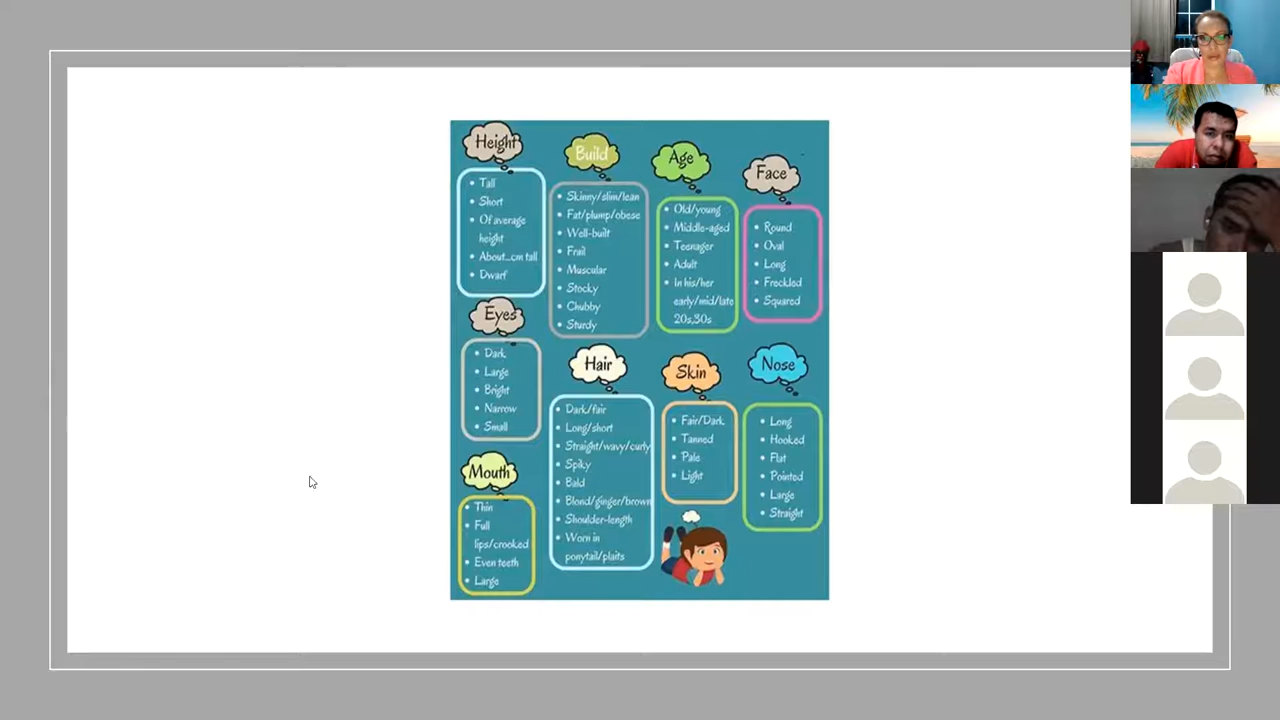 Height
Tall
Short
Of average
height
About...cm tall
Dwarf
Build
Skinny/slim/lean
Fat/plump/obese
Well-built
Frail
Muscular
Stocky
Chubby
Sturdy
Age
Old/young
Middle-aged
Teenager
Adult
In his/her
early/mid/late
20s,30s
Face
Round
Oval
Long
Freckled
Squared
Eyes
Dark
Large
Bright
Narrow
Small
Hair
Dark/fair
Long/short
Straight/wavy/curly
Spiky
Bald
Blond/ginger/brown
Shoulder-length
Worn in
ponytail/plaits
Skin
Fair/Dark
Tanned
Pale
Light
Nose
Long
Hooked
Flat
Pointed
Large
Straight
Mouth
Thin
Full
lips/crooked
Even teeth
Large